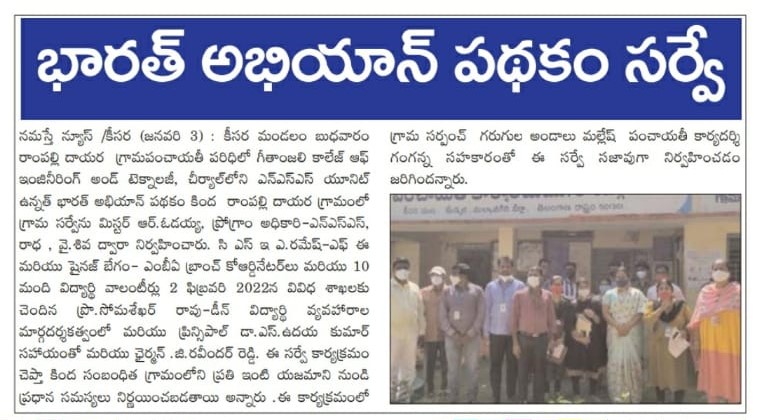 భారత్ అభియాన్ పథకం సర్వే
నమస్తే న్యూస్ /కీసర (జనవరి 3) : కీసర మండలం బుధవారం
రాంపల్లి దాయర గ్రామపంచాయతీ పరిధిలో గీతాంజలి కాలేజ్ ఆఫ్
ఇంజినీరింగ్ అండ్ టెక్నాలజీ, చీర్యాల్‌లోని ఎన్ఎస్ఎస్ యూనిట్
ఉన్నత్ భారత్ అభియాన్ పథకం కింద రాంపల్లి దాయర గ్రామంలో
గ్రామ సర్వేను మిస్టర్ ఆర్.ఓదయ్య, ప్రోగ్రాం అధికారి-ఎన్ఎస్ఎస్,
రాధ , వై.శివ ద్వారా నిర్వహించారు. సి ఎస్ ఇ ఎ.రమేష్-ఎఫ్ ఈ
మరియు షైనజ్ బేగం- ఎంబీఏ బ్రాంచ్ కోఆర్డినేటర్‌లు మరియు 10
మంది విద్యార్థి వాలంటీర్లు 2 ఫిబ్రవరి 2022న వివిధ శాఖలకు
చెందిన ప్రొ.సోమశేఖర్ రావు-డీన్ విద్యార్థి వ్యవహారాల
మార్గదర్శకత్వంలో మరియు ప్రిన్సిపాల్ డా.ఎస్.ఉదయ కుమార్
సహాయంతో మరియు ఛైర్మన్ .జి.రవీందర్ రెడ్డి. ఈ సర్వే కార్యక్రమం
చెప్తా కింద సంబంధిత గ్రామంలోని ప్రతి ఇంటి యజమాని నుండి
ప్రధాన సమస్యలు నిర్ణయించబడతాయి అన్నారు .ఈ కార్యక్రమంలో
గ్రామ సర్పంచ్ గరుగుల అండాలు మల్లేష్ పంచాయతీ కార్యదర్శి
గంగన్న సహకారంతో ఈ సర్వే సజావుగా నిర్వహించడం
జరిగిందన్నారు.